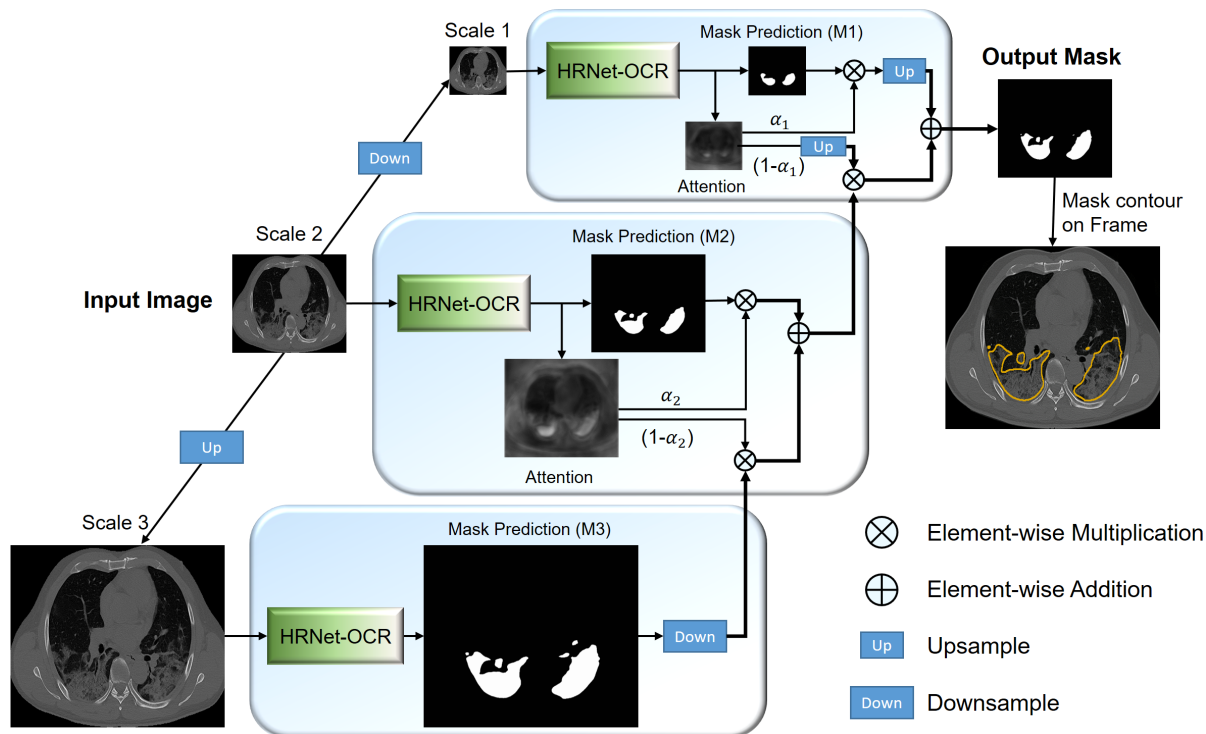 Scale 1
Mask Prediction (M1)
HRNet-OCR
Up
Output Mask
α₁
Down
Up
(1-α₁)
Attention
Mask contour
on Frame
Scale 2
Mask Prediction (M2)
Input Image
HRNet-OCR
α₂
(1-α₂)
Up
Attention
Scale 3
Mask Prediction (M3)
HRNet-OCR
Down
Element-wise Multiplication
Element-wise Addition
Up
Upsample
Down
Downsample